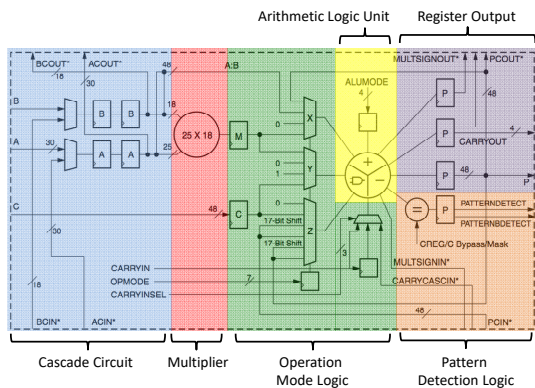 Arithmetic Logic Unit
Register Output
BCOUT*
ACOUT*
MULTSIGNOUT*
PCOUT*
18
30
48
A:B
ALUMODE
4
B
18
B
B
0
X
P
48
25 X 18
M
P
4
CARRYOUT
A
30
25
A
A
Y
0
1
48
P
P
C
48
C
0
17-Bit Shift
Z
17-Bit Shift
P
PATTERNDETECT
PATTERNBDETECT
CREG/C Bypass/Mask
30
CARRYIN
3
MULTSIGNIN*
OPMODE
7
CARRYCASCIN*
18
CARRYINSEL
48
BCIN*
ACIN*
PCIN*
Cascade Circuit
Multiplier
Operation
Mode Logic
Pattern
Detection Logic